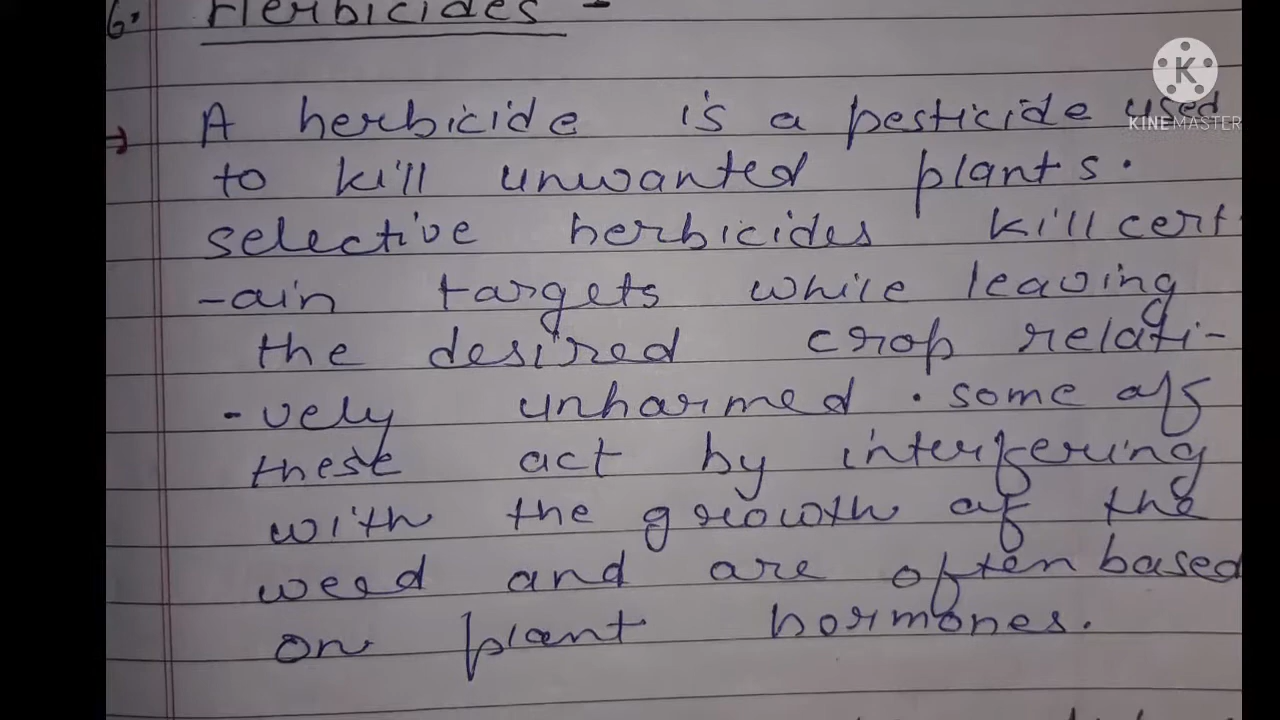 6. Herbicides -
→ A herbicide is a pesticide used
to kill unwanted plants.
selective herbicides kill cert
-ain targets while leaving
the desired crop relati-
-vely unharmed. some of
these act by interfering
with the growth of the
weed and are often based
on plant hormones.
KINEMASTER